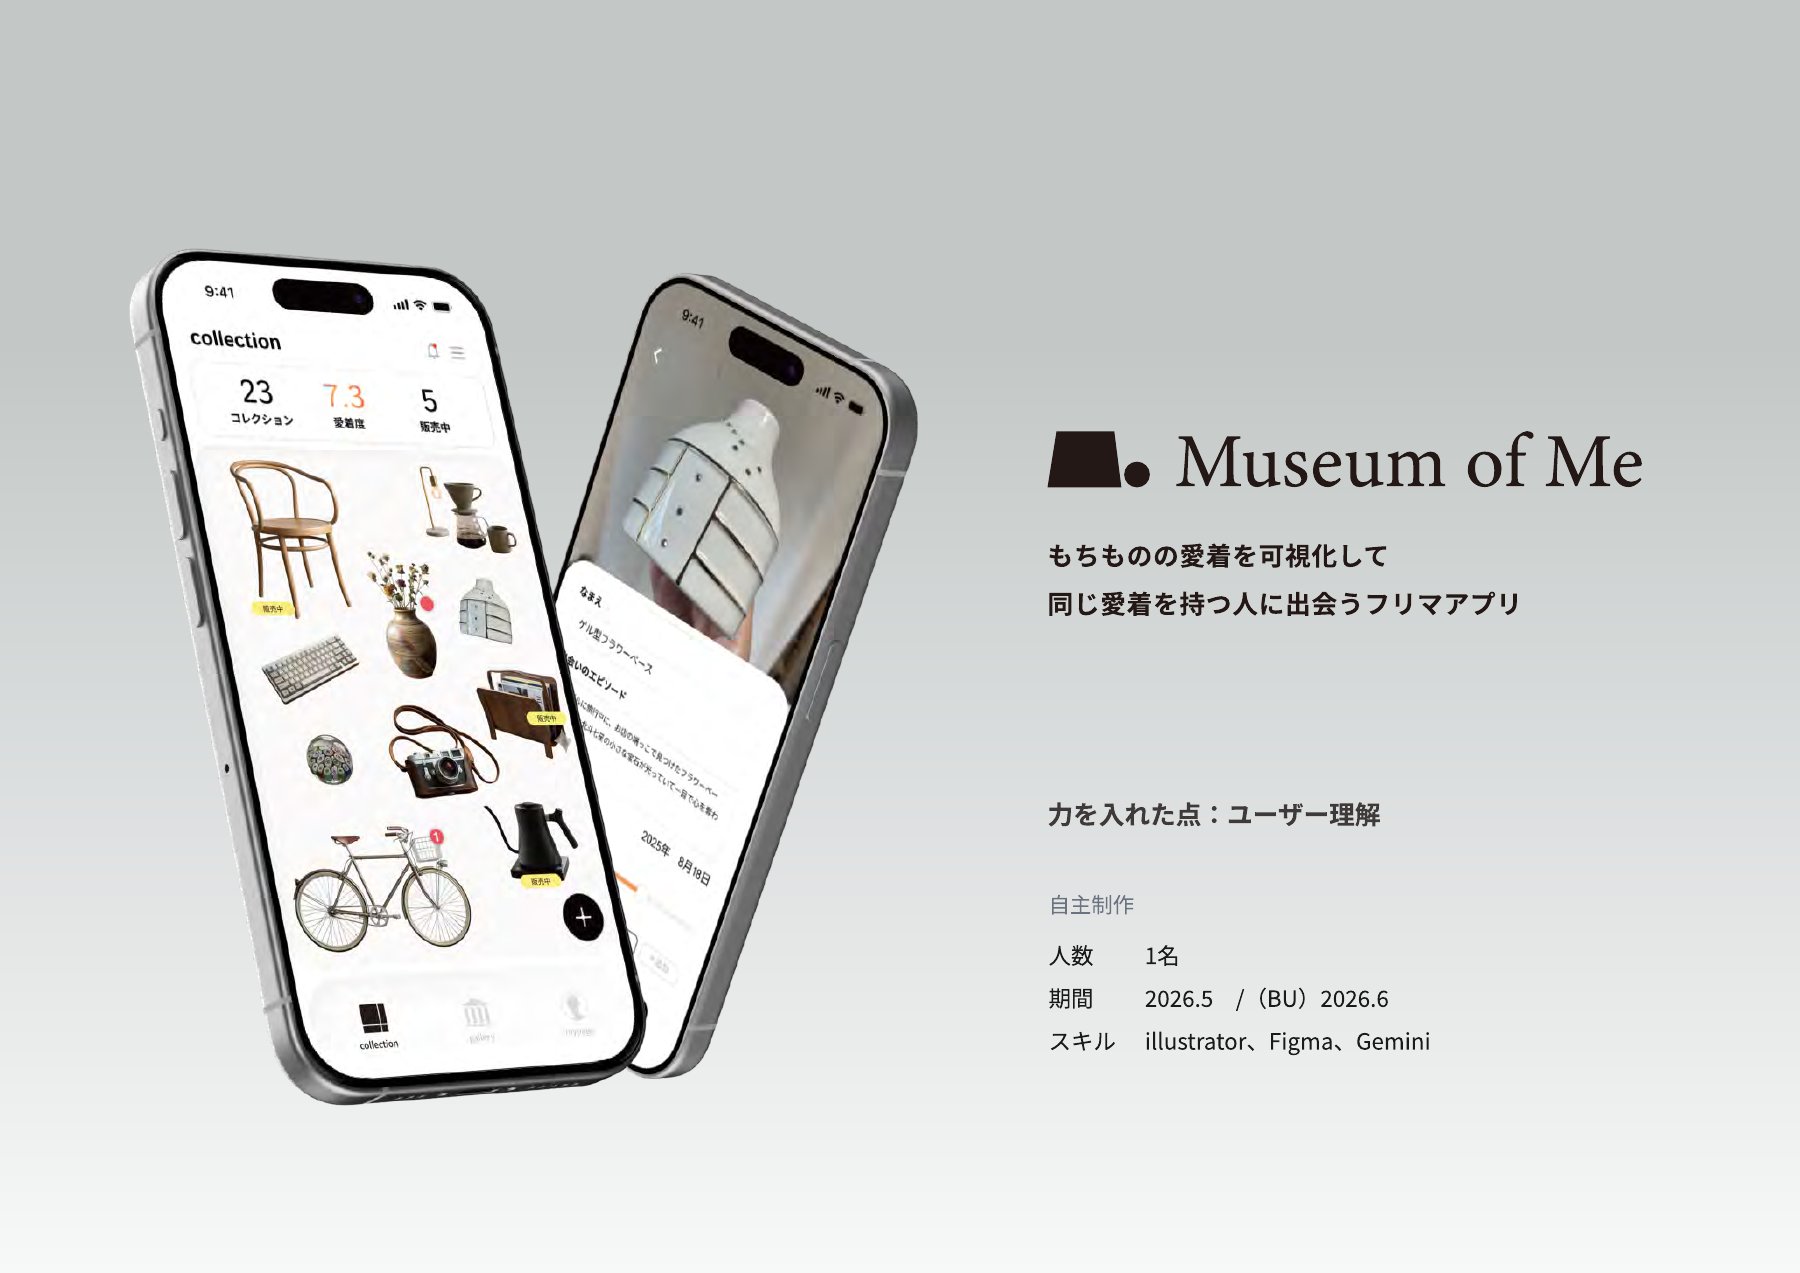 9:41
collection
23
7.3
5
コレクション
愛着度
販売中
販売中
販売中
1
販売中
collection
gallery
9:41
なまえ
ゲル型フラワーベース
会いのエピソード
2025年 8月18日
Museum of Me
もちものの愛着を可視化して
同じ愛着を持つ人に出会うフリマアプリ
力を入れた点：ユーザー理解
自主制作
人数 1名
期間 2026.5 /（BU）2026.6
スキル illustrator、Figma、Gemini